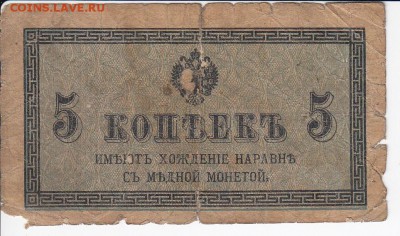 COINS.LAVE.RU
5 КОПѢЕКЪ 5
ИМѢЮТЪ ХОЖДЕНІЕ НАРАВНѢ
СЪ МѢДНОЙ МОНЕТОЙ.